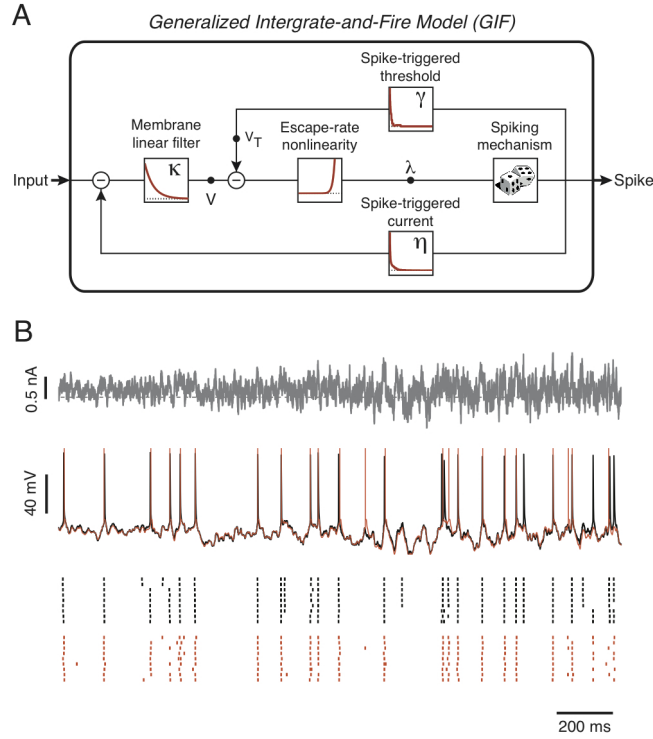 A
Generalized Intergrate-and-Fire Model (GIF)
Spike-triggered
threshold
γ
Membrane
linear filter
κ
V_T
Escape-rate
nonlinearity
λ
Spiking
mechanism
Input
V
Spike
Spike-triggered
current
η
B
0.5 nA
40 mV
200 ms